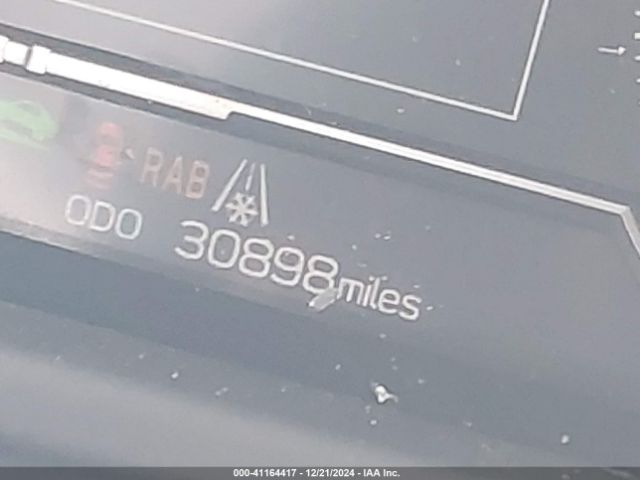 RAB
ODO 30898 miles
000-41164417 - 12/21/2024 - IAA Inc.